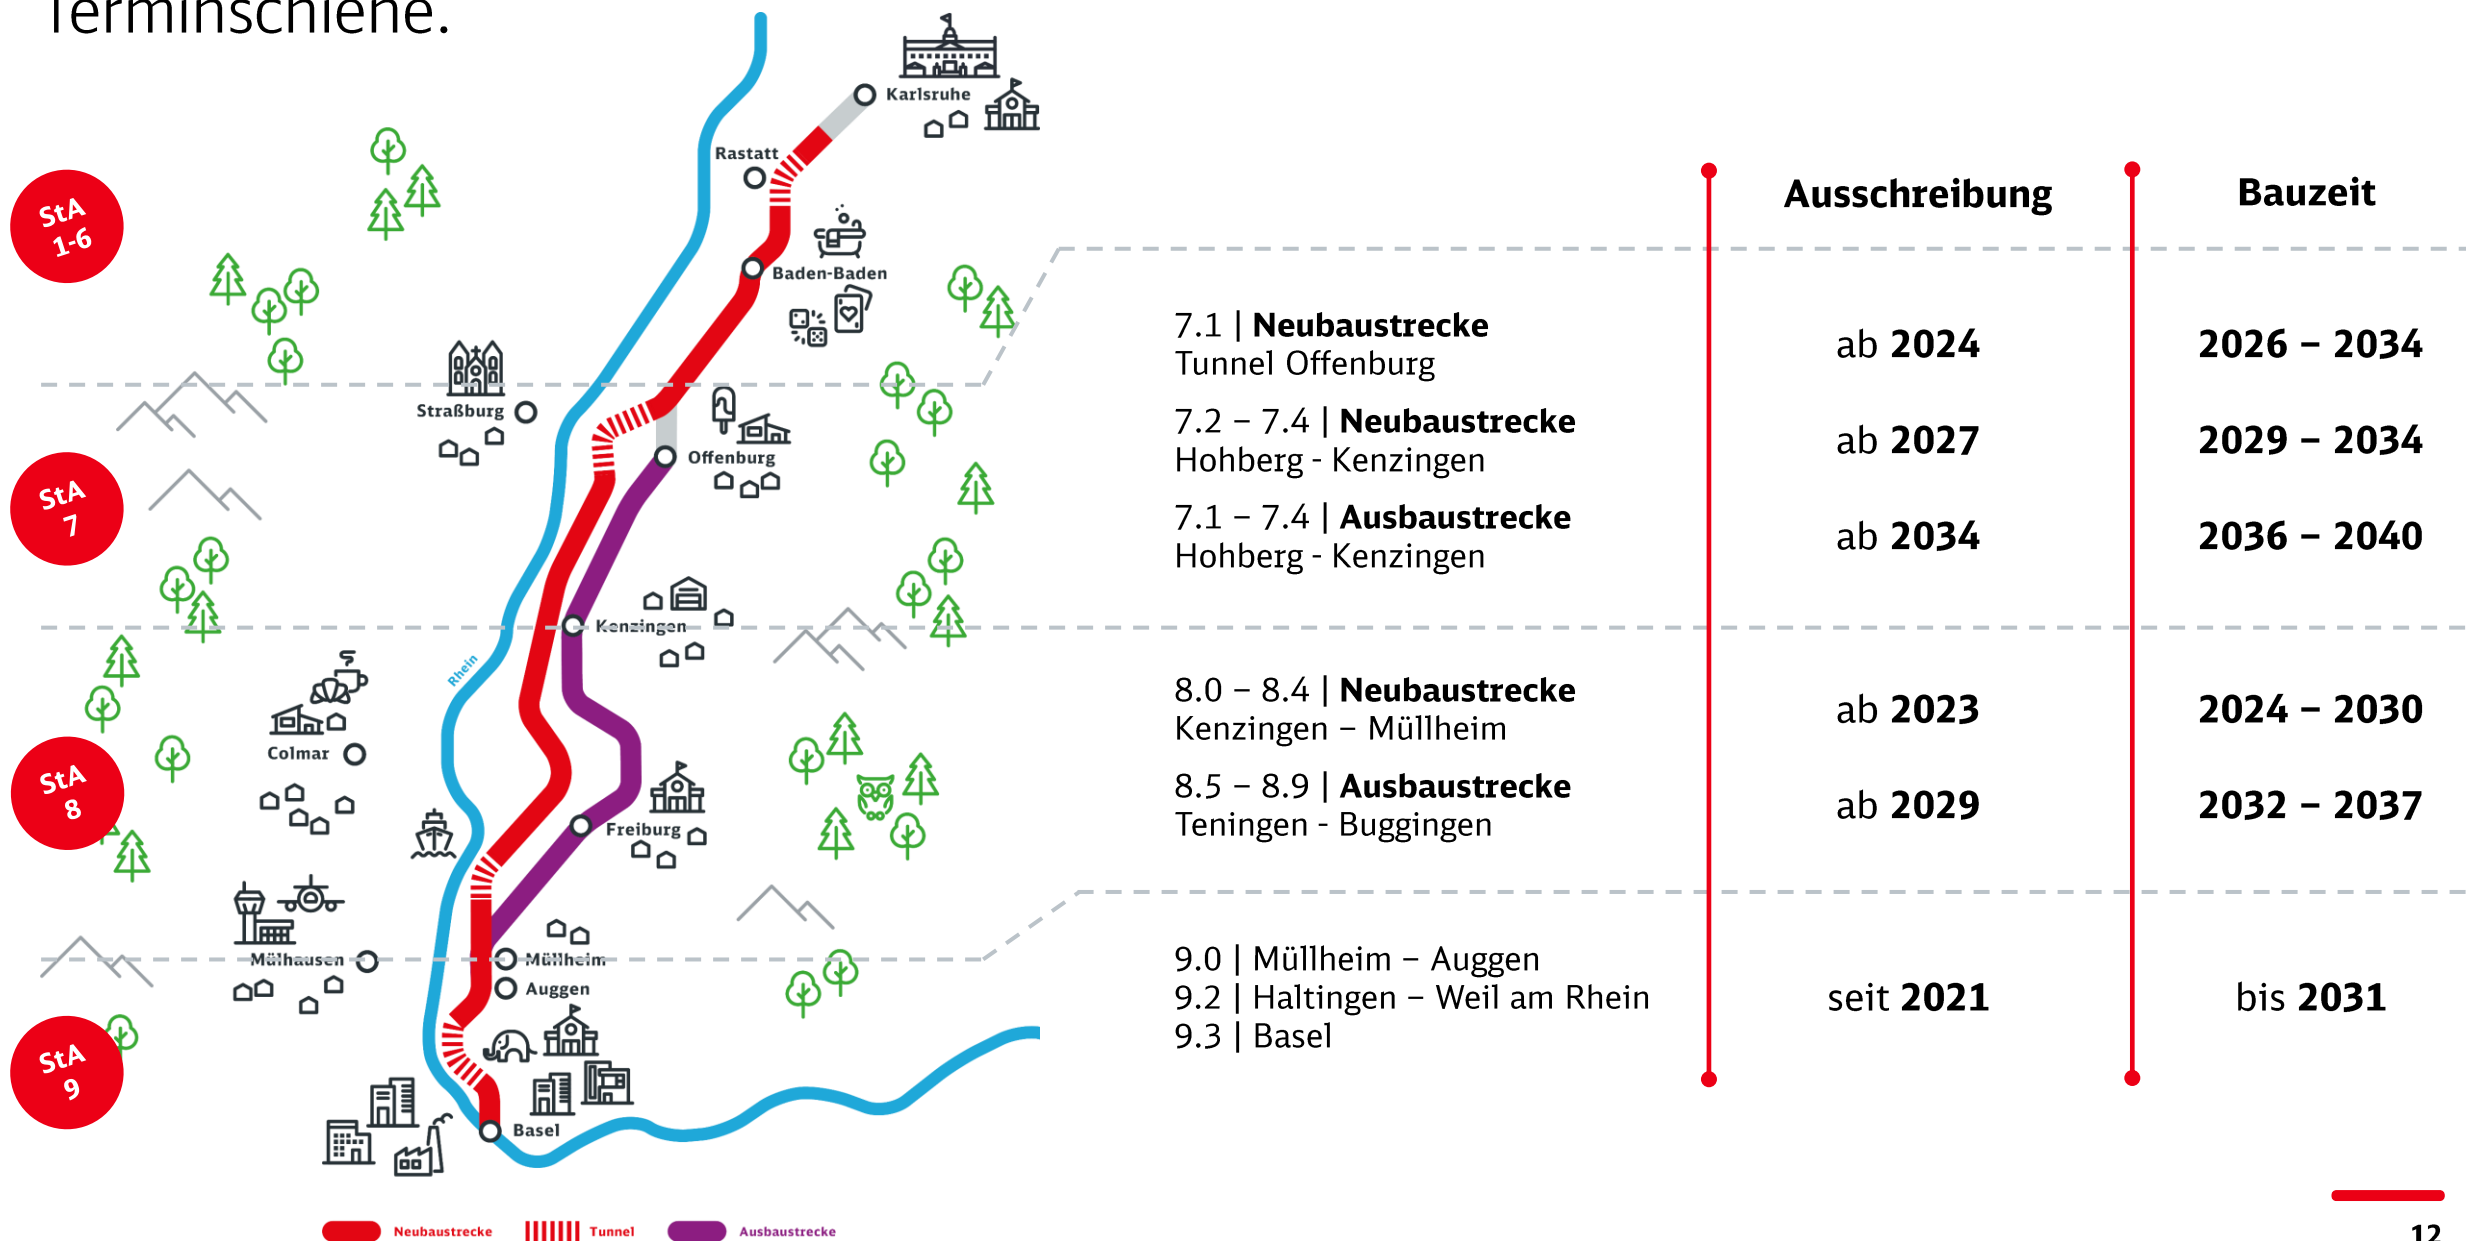 Terminschiene.
Karlsruhe
Rastatt
Baden-Baden
Straßburg
Offenburg
Kenzingen
Rhein
Colmar
Freiburg
Mülhausen
Müllheim
Auggen
Basel
StA
1-6
StA
7
StA
8
StA
9
Neubaustrecke
Tunnel
Ausbaustrecke
Ausschreibung
Bauzeit
7.1 | Neubaustrecke
Tunnel Offenburg
ab 2024
2026 – 2034
7.2 – 7.4 | Neubaustrecke
Hohberg - Kenzingen
ab 2027
2029 – 2034
7.1 – 7.4 | Ausbaustrecke
Hohberg - Kenzingen
ab 2034
2036 – 2040
8.0 – 8.4 | Neubaustrecke
Kenzingen – Müllheim
ab 2023
2024 – 2030
8.5 – 8.9 | Ausbaustrecke
Teningen - Buggingen
ab 2029
2032 – 2037
9.0 | Müllheim – Auggen
9.2 | Haltingen – Weil am Rhein
9.3 | Basel
seit 2021
bis 2031
12